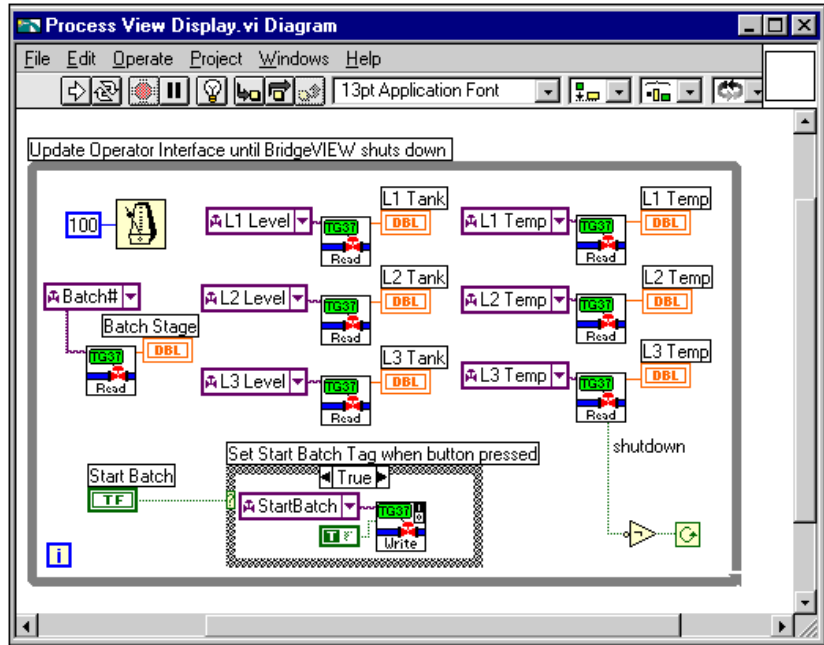 Process View Display.vi Diagram
File Edit Operate Project Windows Help
13pt Application Font
Update Operator Interface until BridgeVIEW shuts down
100
L1 Level
TG37
Read
L1 Tank
DBL
L1 Temp
TG37
Read
L1 Temp
DBL
Batch#
TG37
Read
Batch Stage
DBL
L2 Level
TG37
Read
L2 Tank
DBL
L2 Temp
TG37
Read
L2 Temp
DBL
L3 Level
TG37
Read
L3 Tank
DBL
L3 Temp
TG37
Read
L3 Temp
DBL
shutdown
Set Start Batch Tag when button pressed
Start Batch
TF
True
?
StartBatch
TG37
Write
T F
i